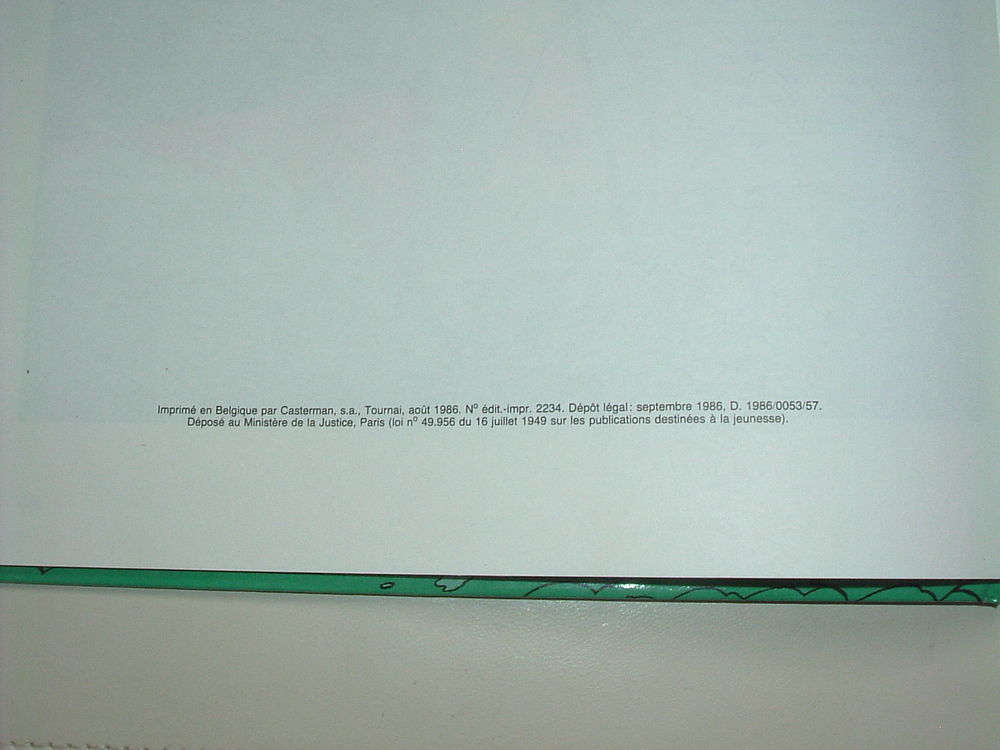 Imprimé en Belgique par Casterman, s.a., Tournai, août 1986. Nº édit.-impr. 2234. Dépôt légal: septembre 1986, D. 1986/0053/57.
Déposé au Ministère de la Justice, Paris (loi nº 49.956 du 16 juillet 1949 sur les publications destinées à la jeunesse).